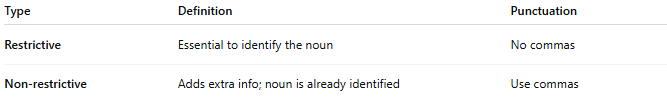 Type Definition Punctuation
Restrictive Essential to identify the noun No commas
Non-restrictive Adds extra info; noun is already identified Use commas